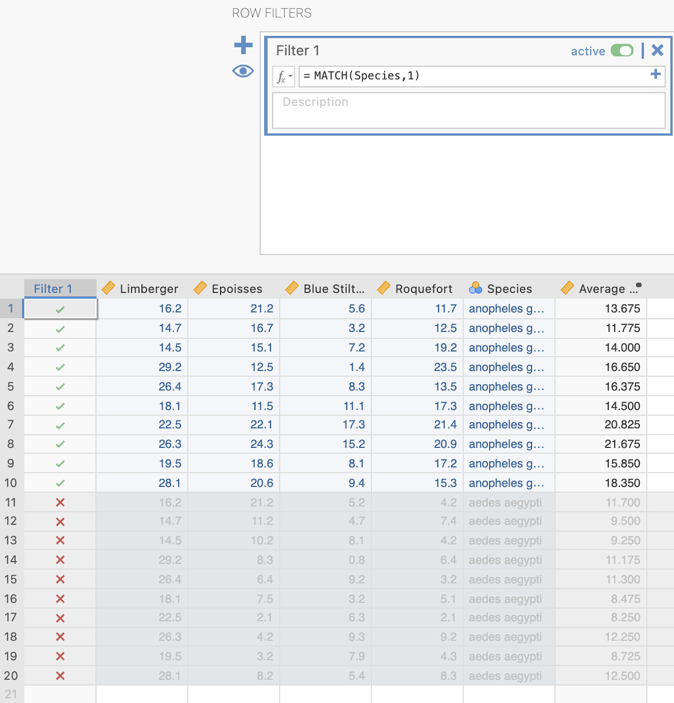 ROW FILTERS
Filter 1 active
fx = MATCH(Species,1)
Description
Filter 1 Limberger Epoisses Blue Stilt... Roquefort Species Average ...
1 16.2 21.2 5.6 11.7 anopheles g... 13.675
2 14.7 16.7 3.2 12.5 anopheles g... 11.775
3 14.5 15.1 7.2 19.2 anopheles g... 14.000
4 29.2 12.5 1.4 23.5 anopheles g... 16.650
5 26.4 17.3 8.3 13.5 anopheles g... 16.375
6 18.1 11.5 11.1 17.3 anopheles g... 14.500
7 22.5 22.1 17.3 21.4 anopheles g... 20.825
8 26.3 24.3 15.2 20.9 anopheles g... 21.675
9 19.5 18.6 8.1 17.2 anopheles g... 15.850
10 28.1 20.6 9.4 15.3 anopheles g... 18.350
11 16.2 21.2 5.2 4.2 aedes aegypti 11.700
12 14.7 11.2 4.7 7.4 aedes aegypti 9.500
13 14.5 10.2 8.1 4.2 aedes aegypti 9.250
14 29.2 8.3 0.8 6.4 aedes aegypti 11.175
15 26.4 6.4 9.2 3.2 aedes aegypti 11.300
16 18.1 7.5 3.2 5.1 aedes aegypti 8.475
17 22.5 2.1 6.3 2.1 aedes aegypti 8.250
18 26.3 4.2 9.3 9.2 aedes aegypti 12.250
19 19.5 3.2 7.9 4.3 aedes aegypti 8.725
20 28.1 8.2 5.4 8.3 aedes aegypti 12.500
21